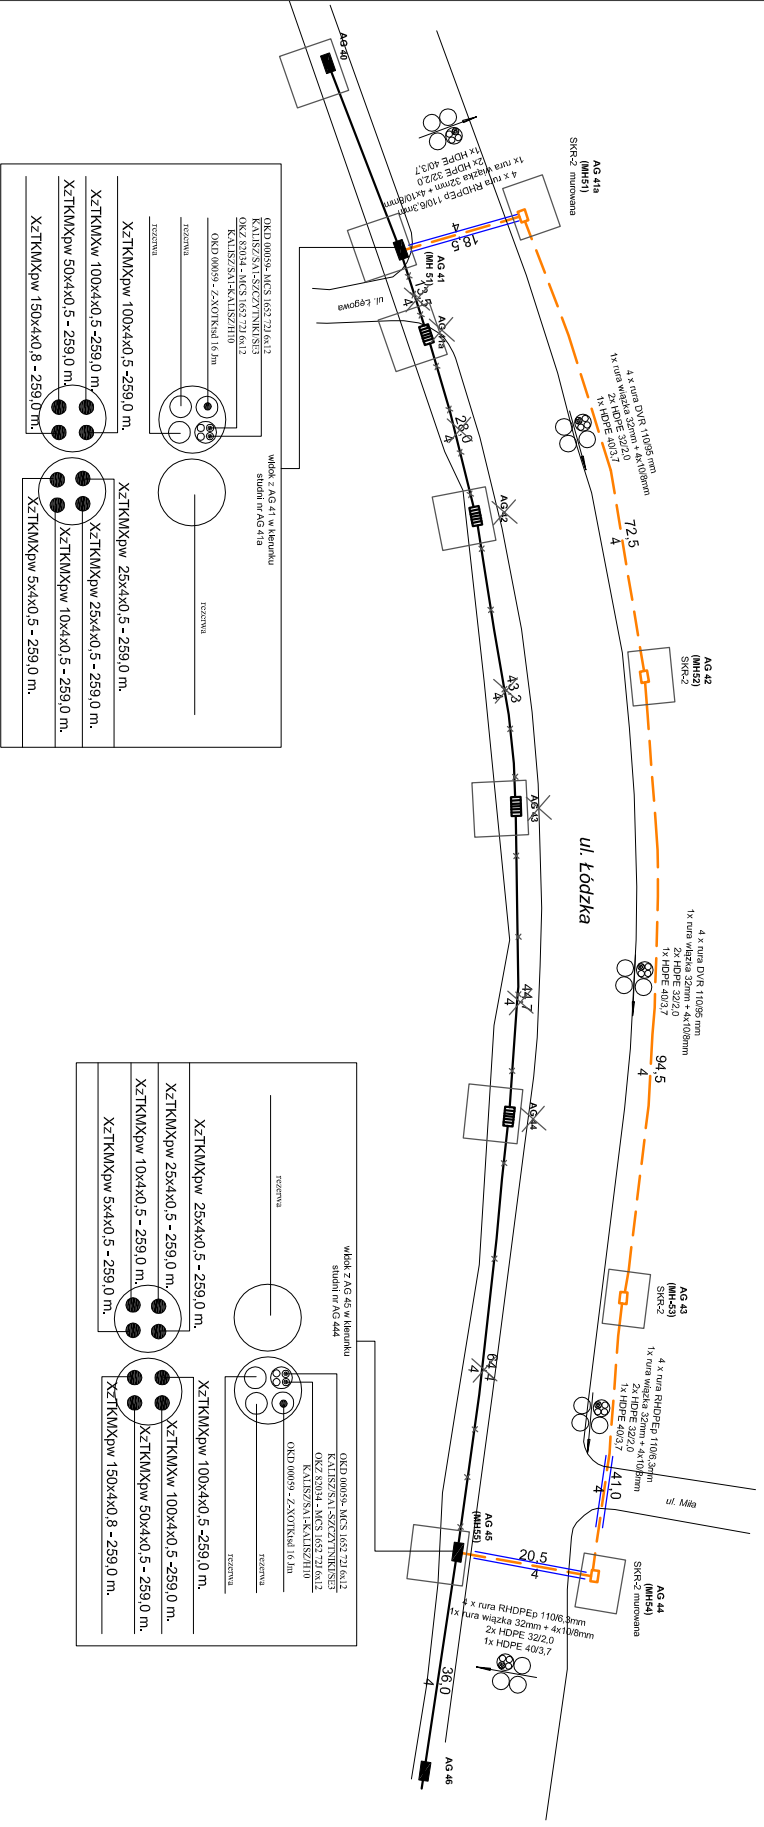 AG 40
AG 41a
(MH51)
SKR-2 murowana
4 x rura RHDPEp 110/6,3mm
1x rura wiązka 32mm + 4x10/8mm
2x HDPE 32/2,0
1x HDPE 40/3,7
18,5
4
AG 41
(MH 51)
ul. Łęgowa
13,5
4
AG 41a
28,0
4
AG 42
43,3
4
AG 43
44,7
4
AG 44
64,4
4
AG 45
(MH55)
36,0
4
AG 46
4 x rura DVR 110/95 mm
1x rura wiązka 32mm + 4x10/8mm
2x HDPE 32/2,0
1x HDPE 40/3,7
72,5
4
AG 42
(MH52)
SKR-2
ul. Łódzka
4 x rura DVR 110/95 mm
1x rura wiązka 32mm + 4x10/8mm
2x HDPE 32/2,0
1x HDPE 40/3,7
94,5
4
AG 43
(MH-53)
SKR-2
4 x rura RHDPEp 110/6,3mm
1x rura wiązka 32mm + 4x10/8mm
2x HDPE 32/2,0
1x HDPE 40/3,7
41,0
4
ul. Miła
AG 44
(MH54)
SKR-2 murowana
20,5
4
4 x rura RHDPEp 110/6,3mm
1x rura wiązka 32mm + 4x10/8mm
2x HDPE 32/2,0
1x HDPE 40/3,7
widok z AG 41 w kierunku
studni nr AG 41a
OKD 00059- MCS 1652 72J 6x12
KALISZ/SA1-SZCZYTNIKI/SE3
OKZ 82034 - MCS 1652 72J 6x12
KALISZ/SA1-KALISZ/H10
OKD 00059 - Z-XOTKtsd 16 Jm
rezerwa
rezerwa
rezerwa
XzTKMXpw 100x4x0,5 -259,0 m.
XzTKMXw 100x4x0,5 -259,0 m.
XzTKMXpw 50x4x0,5 - 259,0 m.
XzTKMXpw 150x4x0,8 - 259,0 m.
XzTKMXpw 25x4x0,5 - 259,0 m.
XzTKMXpw 25x4x0,5 - 259,0 m.
XzTKMXpw 10x4x0,5 - 259,0 m.
XzTKMXpw 5x4x0,5 - 259,0 m.
widok z AG 45 w kierunku
studni nr AG 444
rezerwa
OKD 00059- MCS 1652 72J 6x12
KALISZ/SA1-SZCZYTNIKI/SE3
OKZ 82034 - MCS 1652 72J 6x12
KALISZ/SA1-KALISZ/H10
OKD 00059 - Z-XOTKtsd 16 Jm
rezerwa
rezerwa
XzTKMXpw 25x4x0,5 - 259,0 m.
XzTKMXpw 25x4x0,5 - 259,0 m.
XzTKMXpw 10x4x0,5 - 259,0 m.
XzTKMXpw 5x4x0,5 - 259,0 m.
XzTKMXpw 100x4x0,5 -259,0 m.
XzTKMXw 100x4x0,5 -259,0 m.
XzTKMXpw 50x4x0,5 - 259,0 m.
XzTKMXpw 150x4x0,8 - 259,0 m.